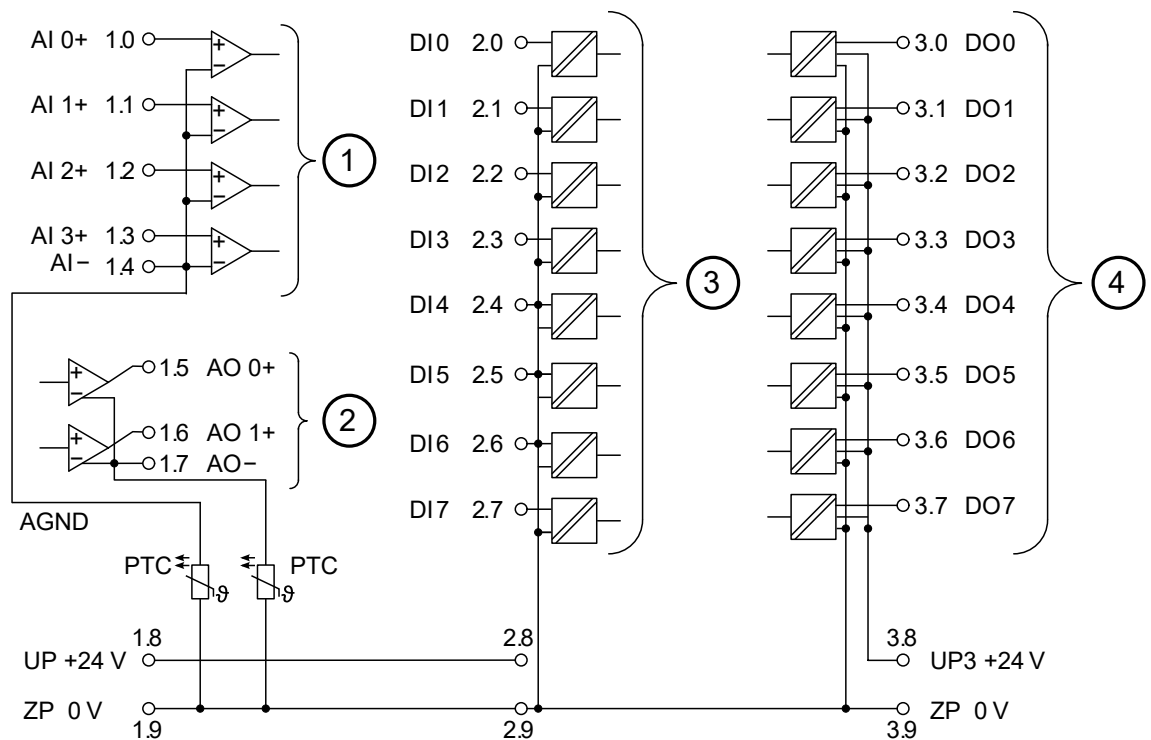 AI 0+ 1.0
+
−
AI 1+ 1.1
+
−
AI 2+ 1.2
+
−
AI 3+ 1.3
+
−
AI− 1.4
1
+
−
1.5 AO 0+
+
−
1.6 AO 1+
1.7 AO−
2
AGND
PTC ϑ
PTC ϑ
DI0 2.0
DI1 2.1
DI2 2.2
DI3 2.3
DI4 2.4
DI5 2.5
DI6 2.6
DI7 2.7
3
3.0 DO0
3.1 DO1
3.2 DO2
3.3 DO3
3.4 DO4
3.5 DO5
3.6 DO6
3.7 DO7
4
1.8 2.8 3.8
UP +24 V UP3 +24 V
ZP 0 V ZP 0 V
1.9 2.9 3.9